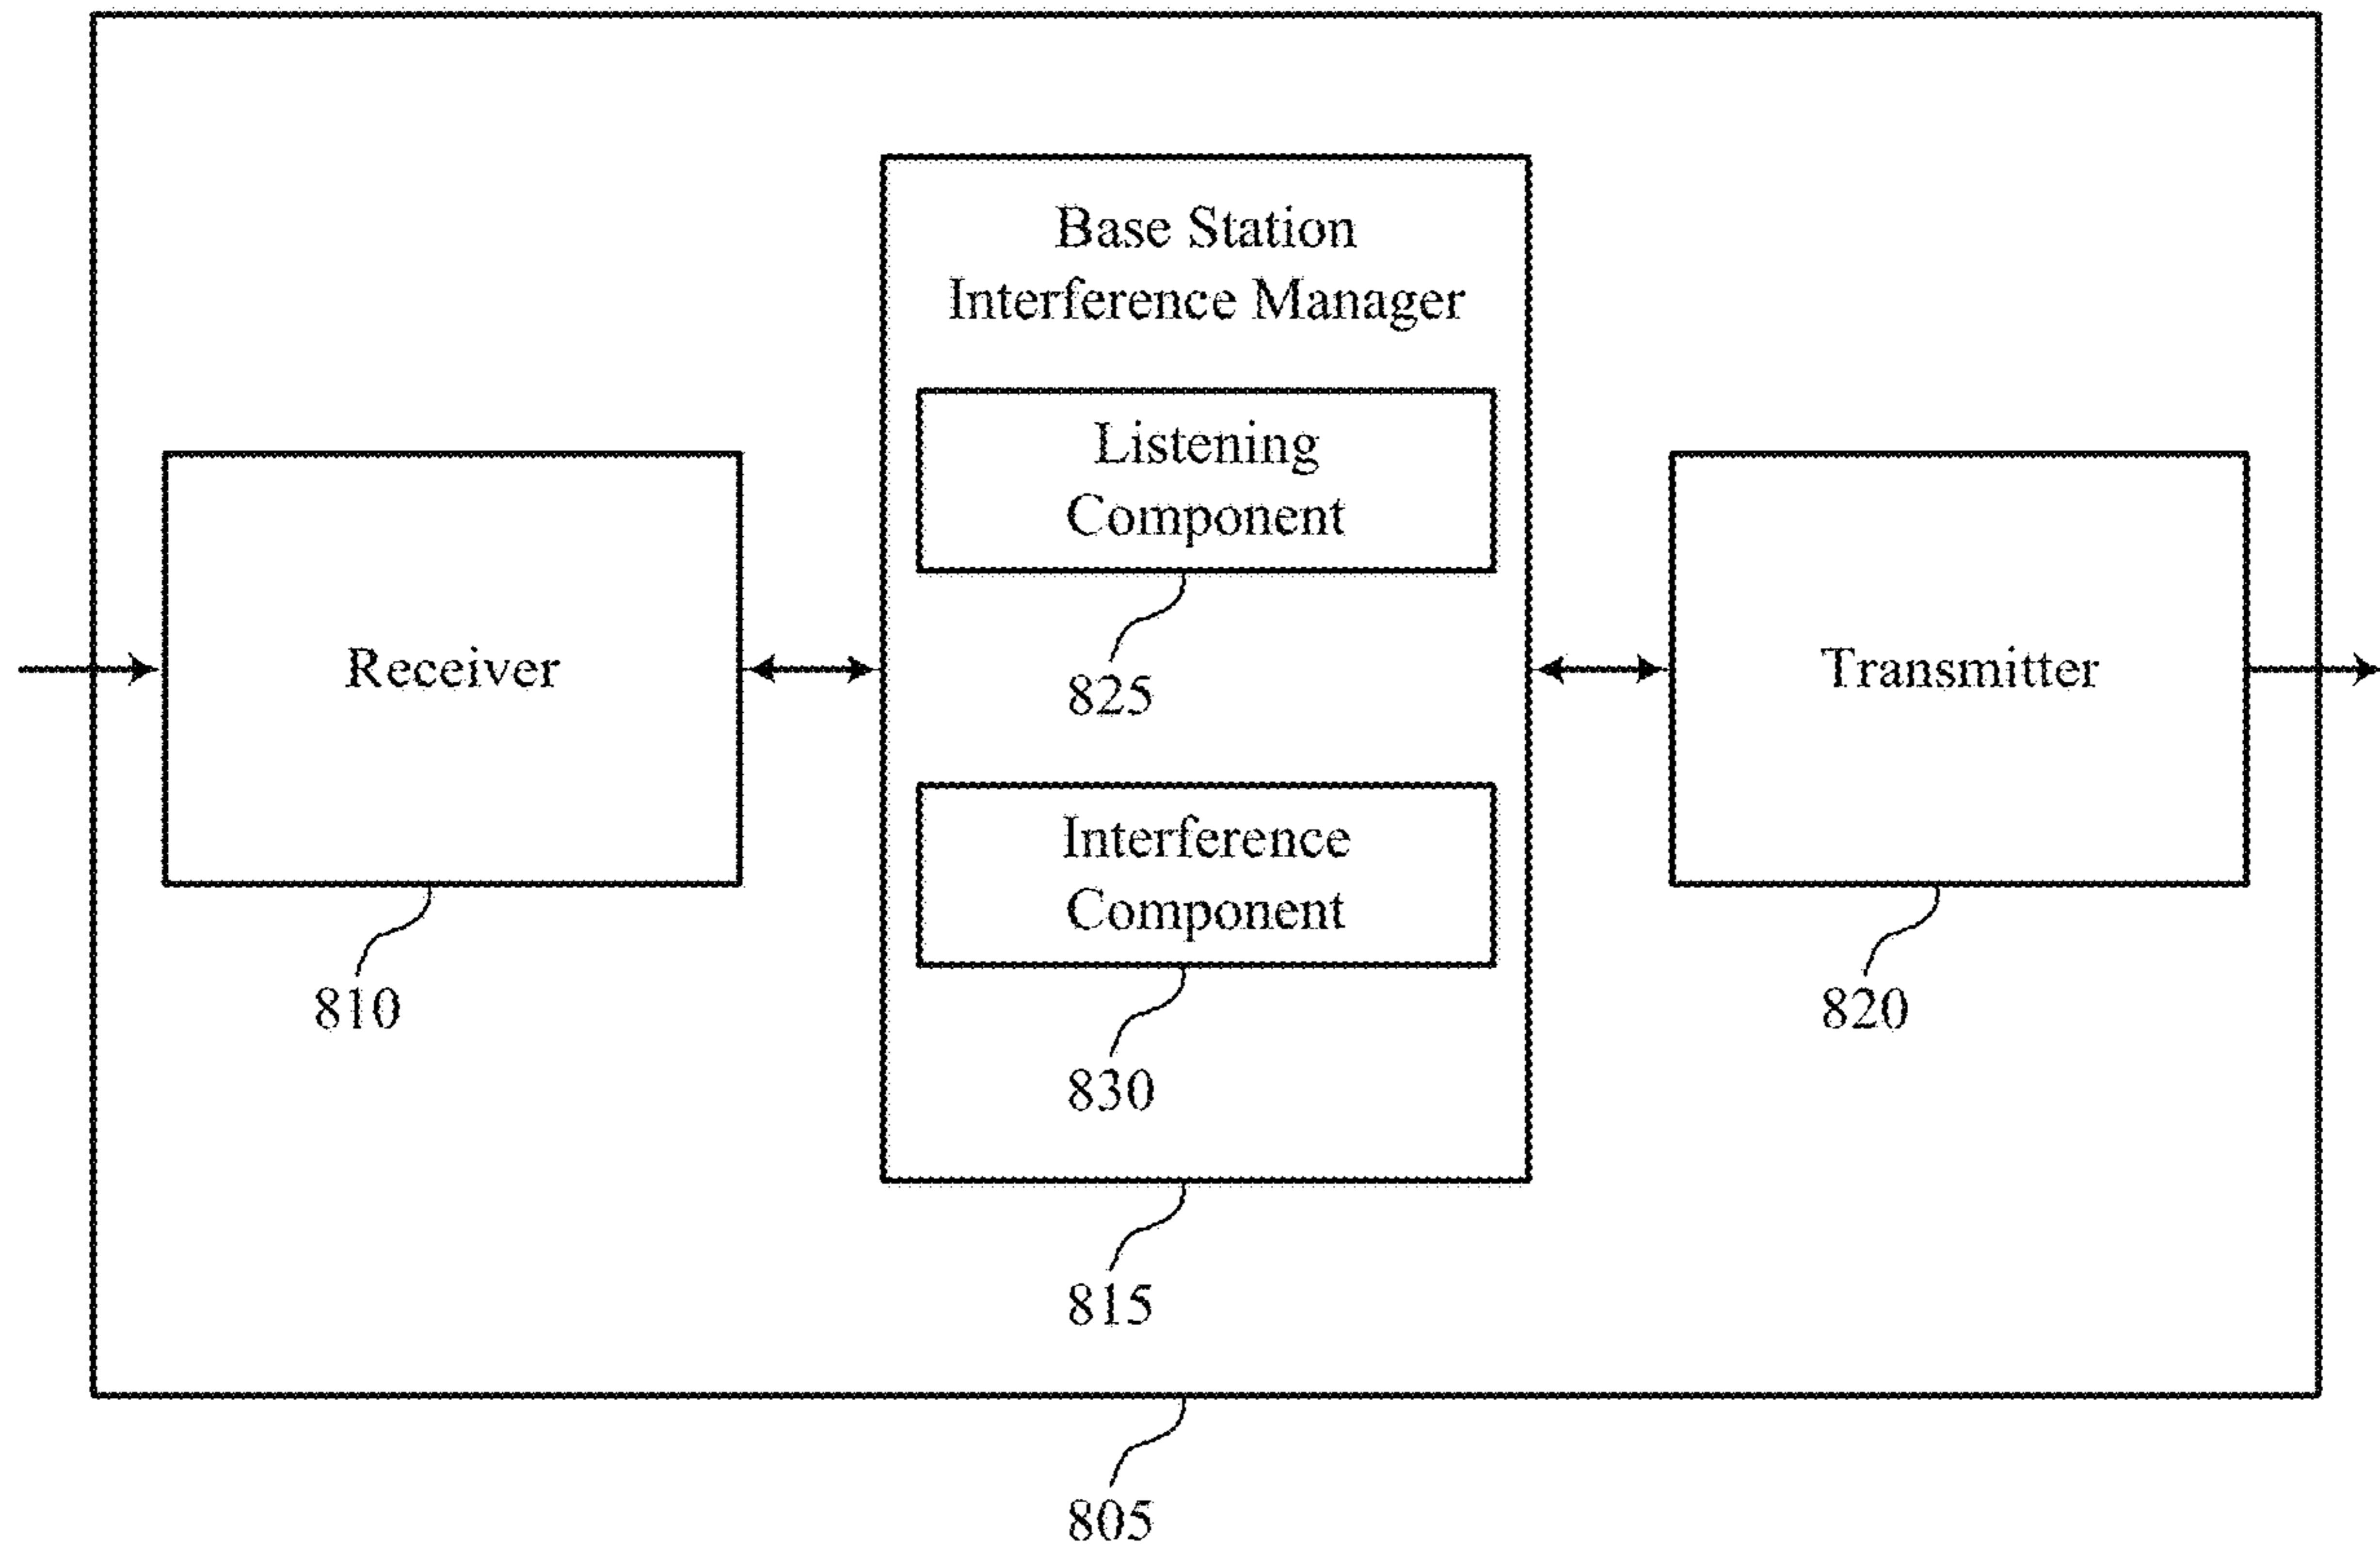 Base Station
Interference Manager
Listening
Component
825
Receiver
Transmitter
Interference
Component
810
820
830
815
805